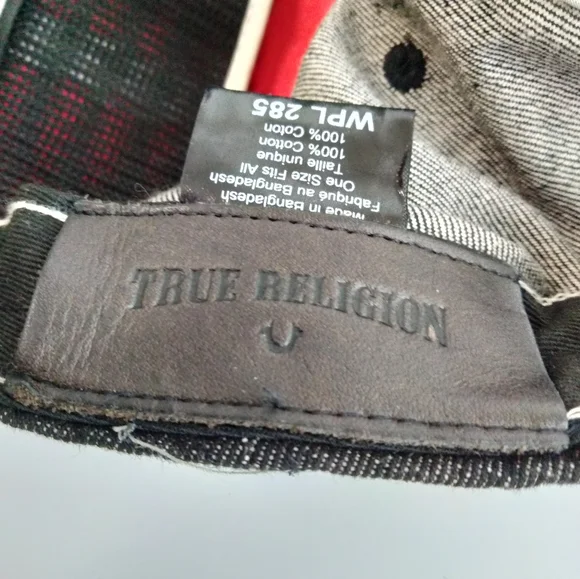 TRUE RELIGION
Made in Bangladesh
Fabriqué au Bangladesh
One Size Fits All
Taille unique
100% Cotton
100% Coton
WPL 285